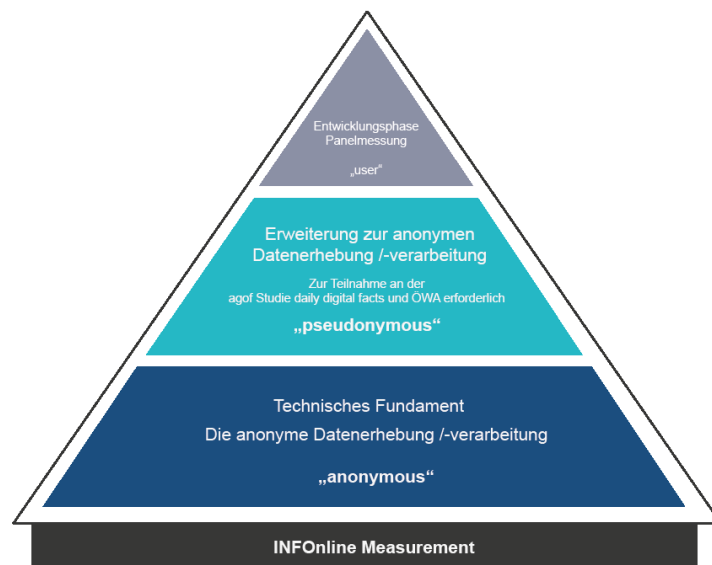 Entwicklungsphase
Panelmessung
„user“
Erweiterung zur anonymen
Datenerhebung /-verarbeitung
Zur Teilnahme an der
agof Studie daily digital facts und ÖWA erforderlich
„pseudonymous“
Technisches Fundament
Die anonyme Datenerhebung /-verarbeitung
„anonymous“
INFOnline Measurement